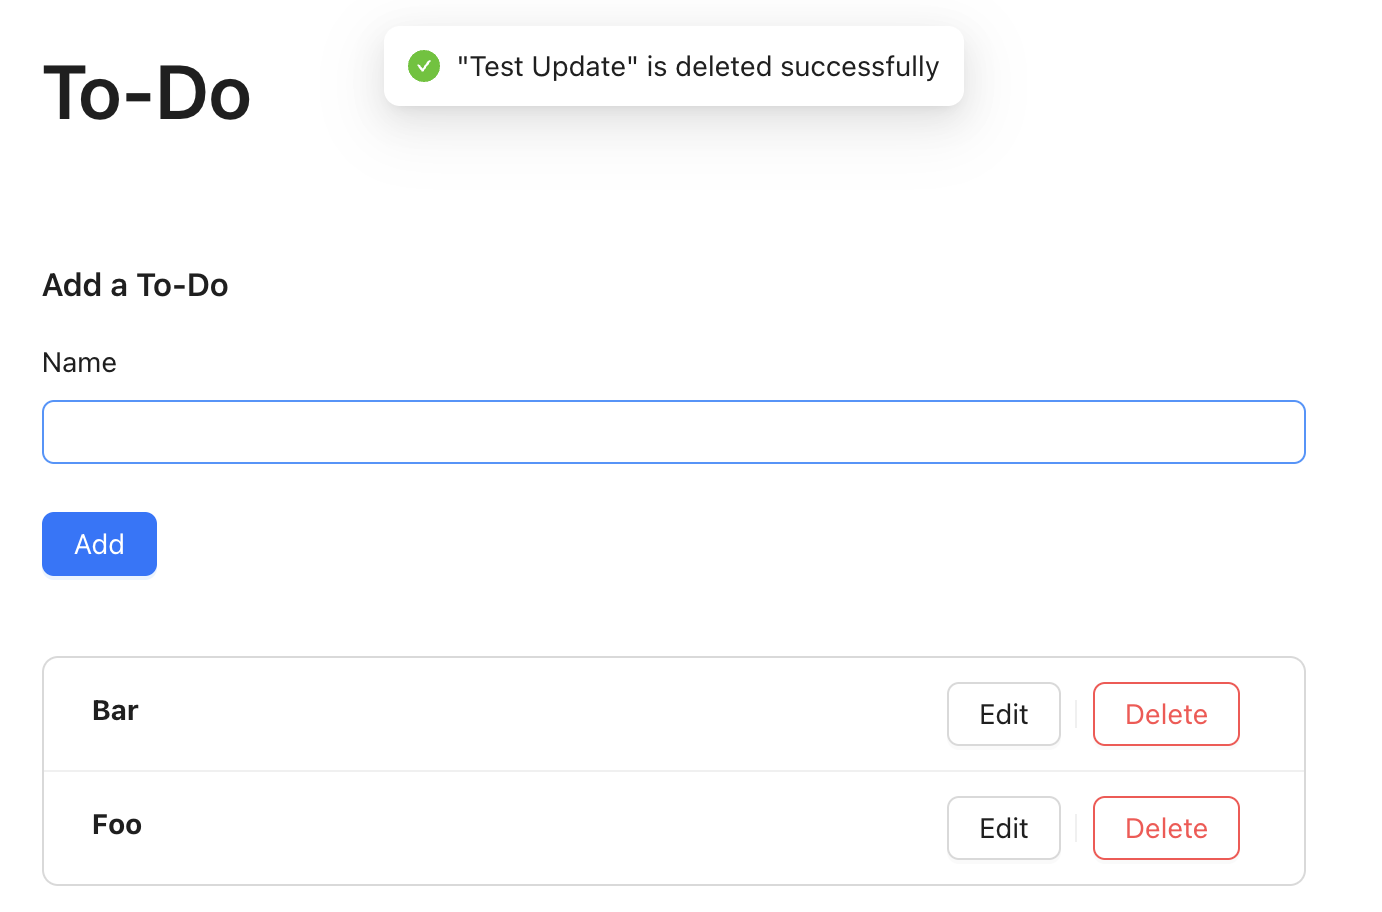 "Test Update" is deleted successfully
To-Do
Add a To-Do
Name
Add
Bar Edit Delete
Foo Edit Delete